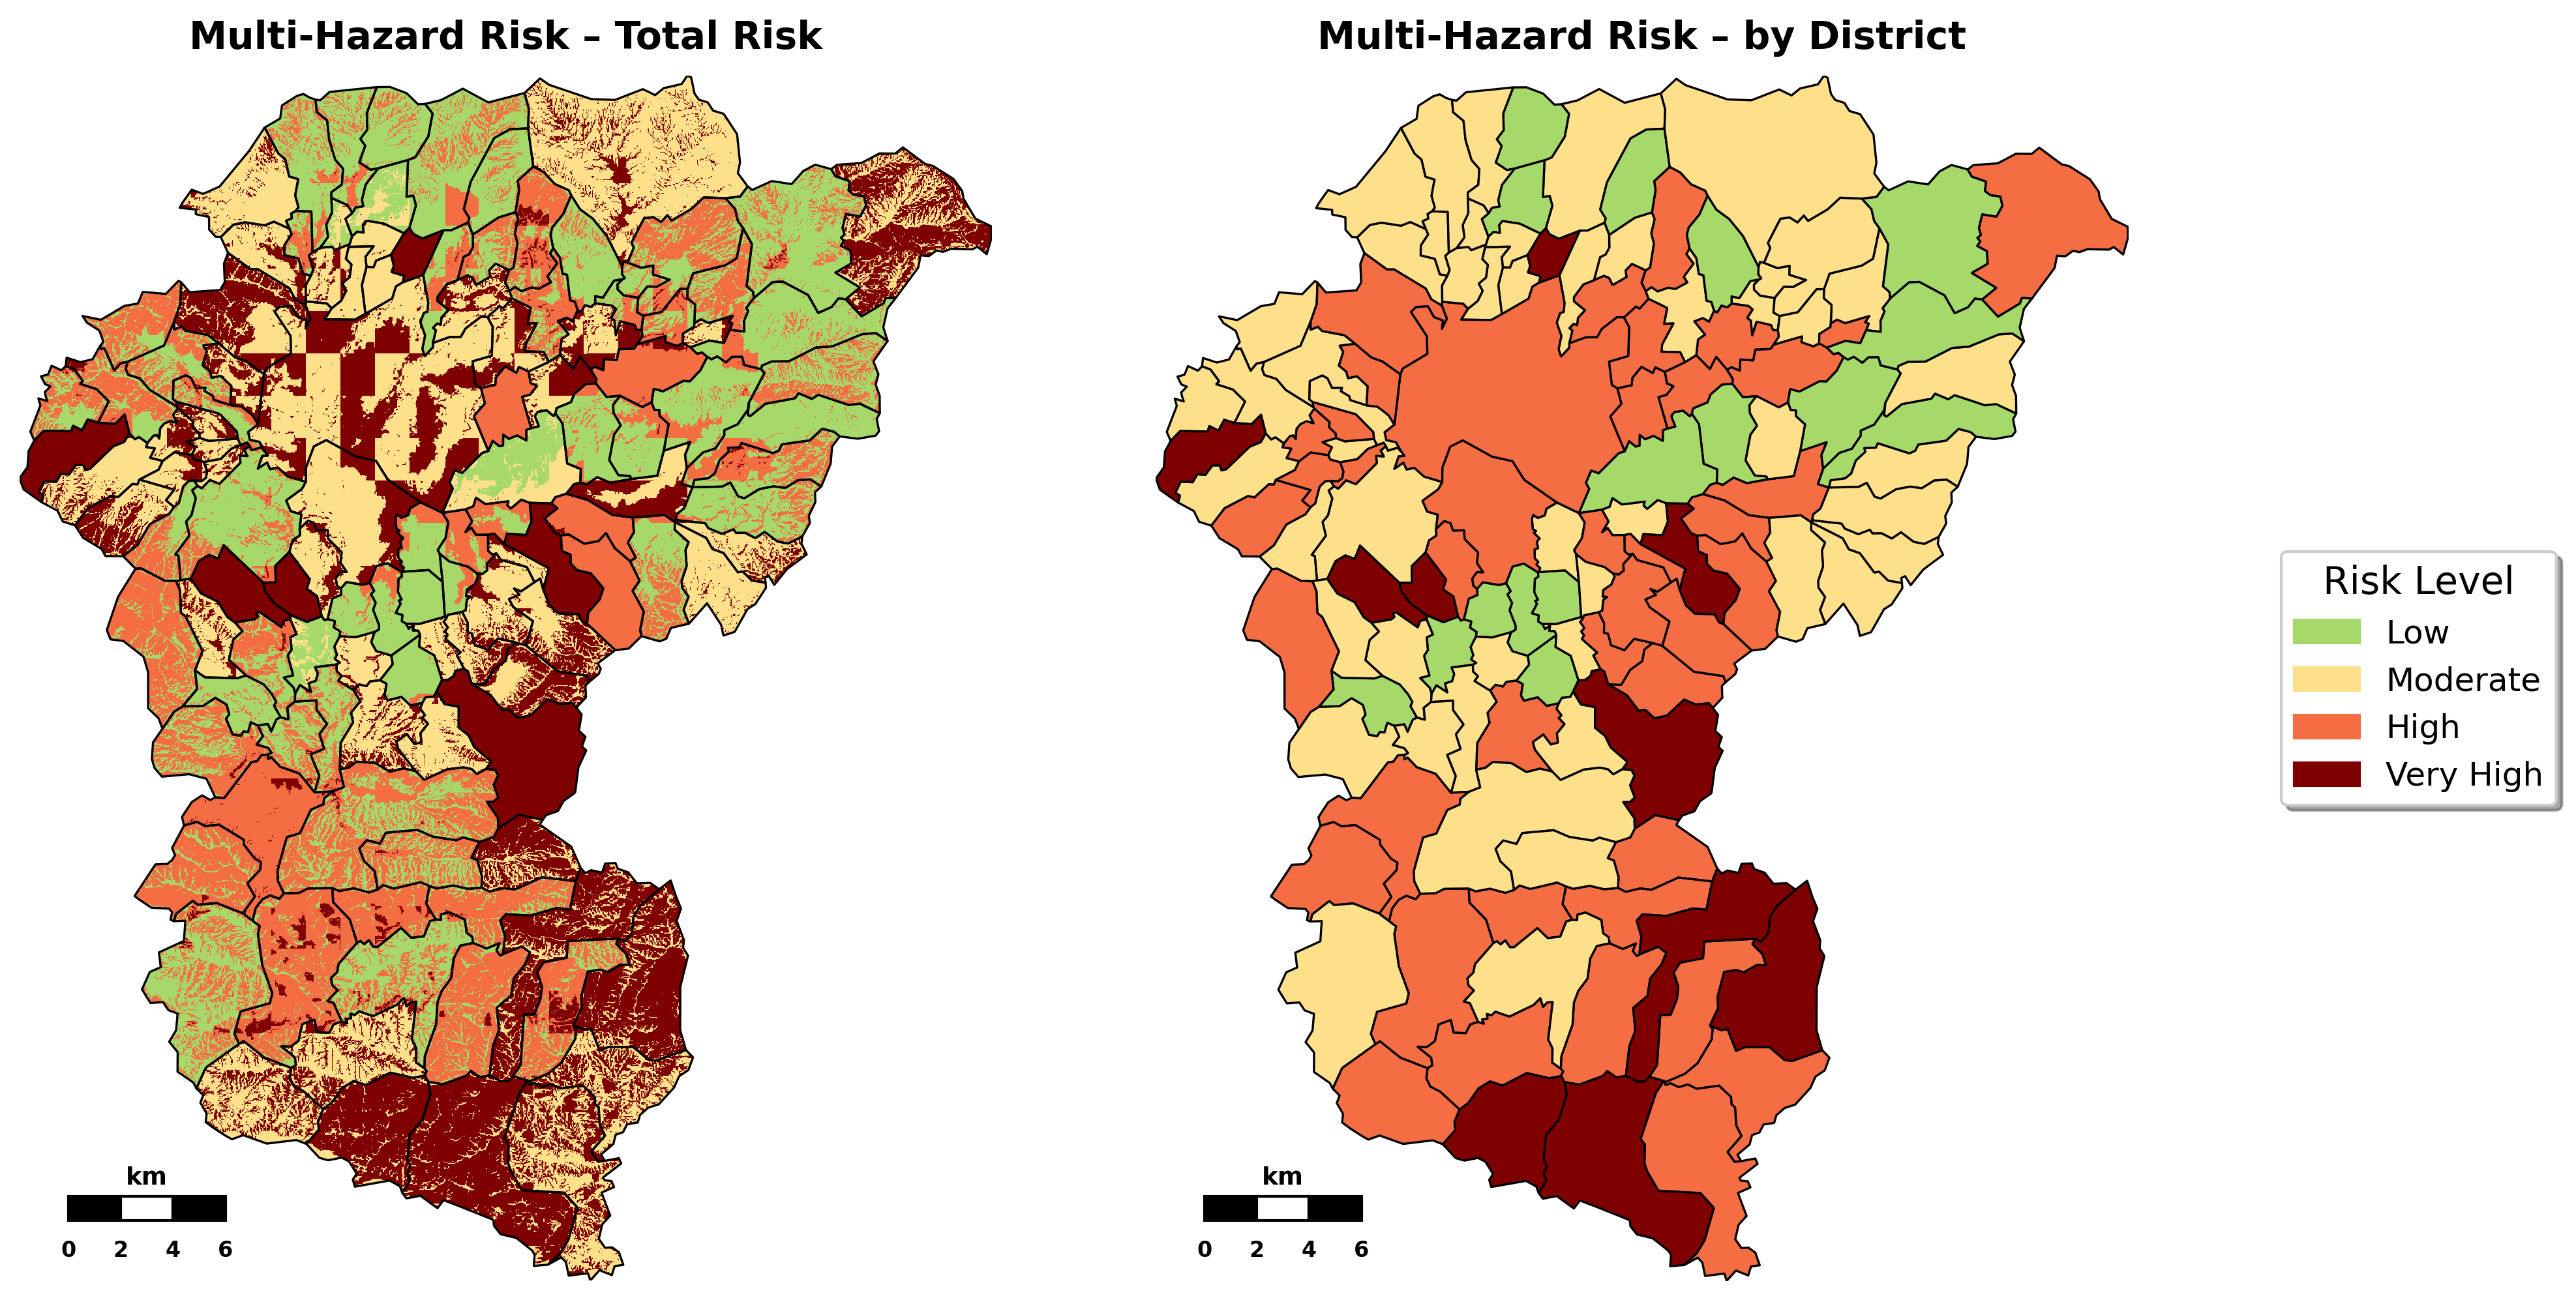 Multi-Hazard Risk – Total Risk
Multi-Hazard Risk – by District
Risk Level
Low
Moderate
High
Very High
km
0 2 4 6
km
0 2 4 6